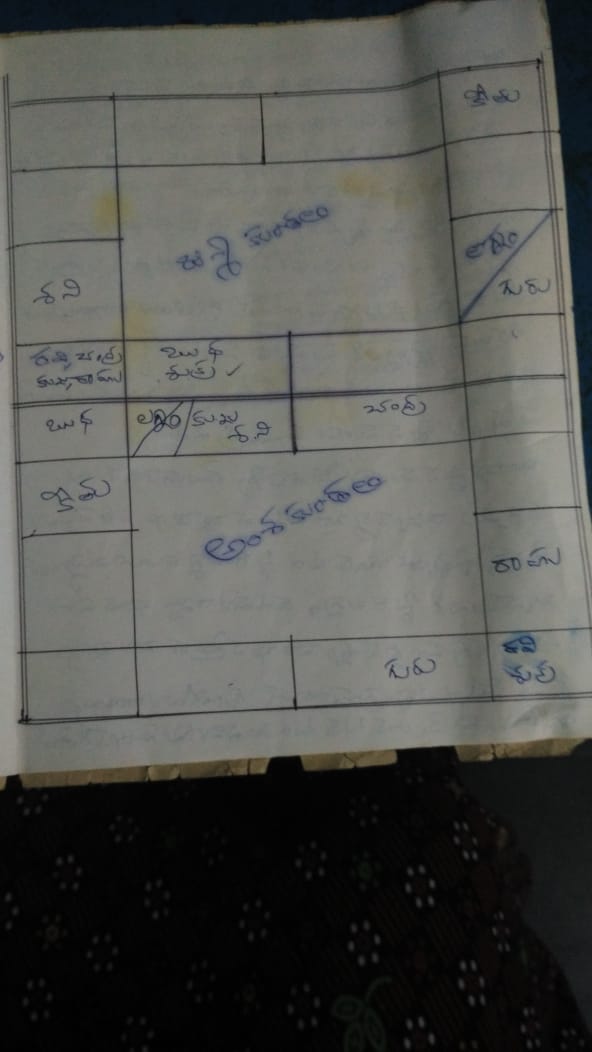 కేతు
జన్మ కుండలి
లగ్నం
గురు
శని
రవి, చంద్ర
కుజ, రాహు
బుధ
శుక్ర
బుధ
లగ్నం
కుజ
శని
చంద్ర
కేతు
అంశ కుండలి
రాహు
గురు
రవి
శుక్ర